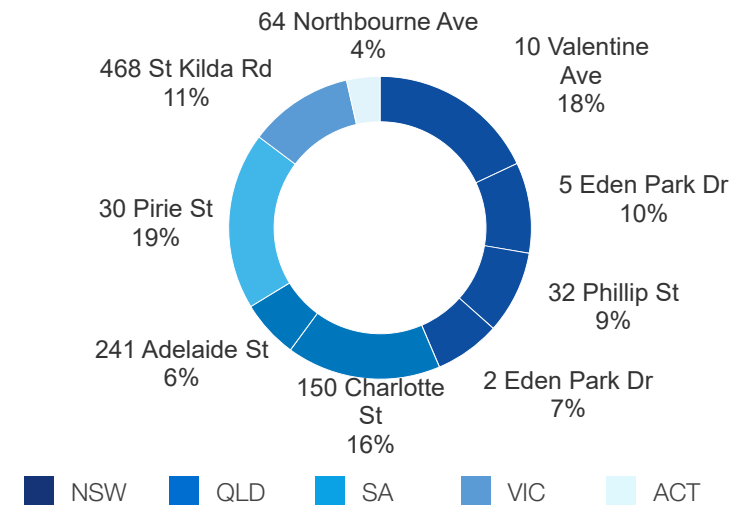 64 Northbourne Ave
4%
10 Valentine
Ave
18%
468 St Kilda Rd
11%
5 Eden Park Dr
10%
30 Pirie St
19%
32 Phillip St
9%
241 Adelaide St
6%
2 Eden Park Dr
7%
150 Charlotte
St
16%
NSW
QLD
SA
VIC
ACT